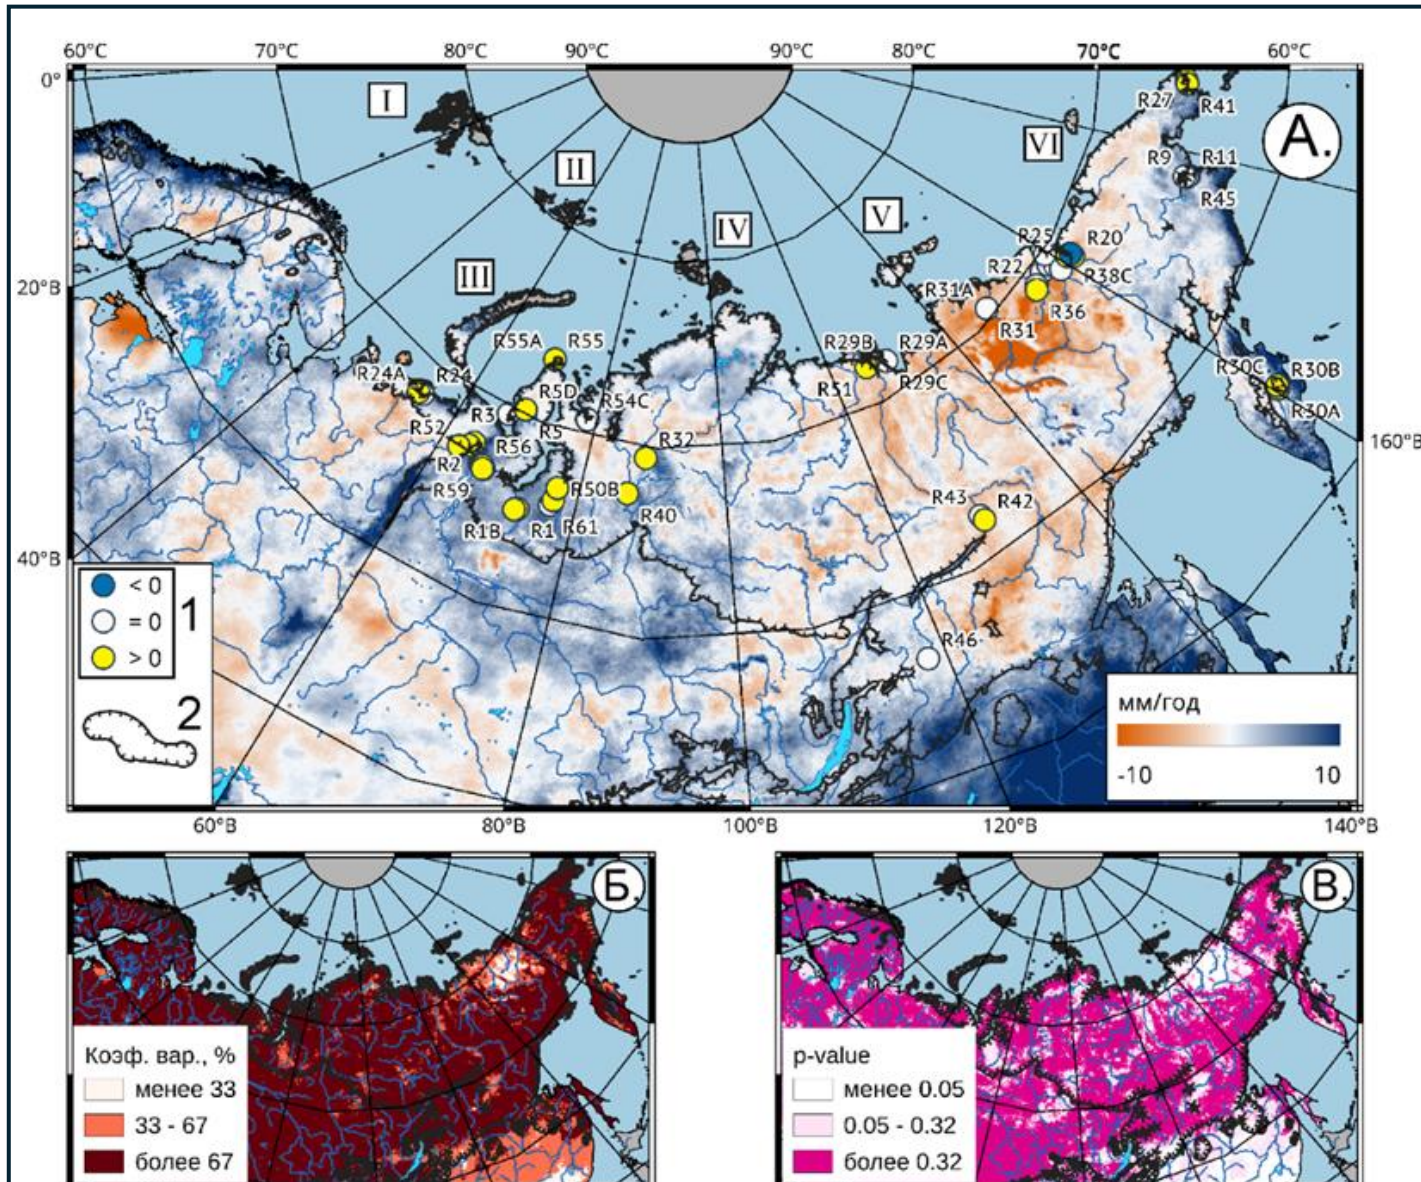 60°С 70°С 80°С 90°С 90°С 80°С 70°С 60°С
0°
I
II
III
IV
V
VI
А.
R27 R41
R9 R11
R45
R25 R20
R22 R38C
R31A
R36
R31
20°В
R55A R55
R29B R29A
R51 R29C
R30C R30B
R30A
R24A R24
R5D
R54C
R3
R52
R5
R56
R32
160°В
R2
R59
R50B
R43 R42
R1B R1 R61 R40
40°В
< 0
= 0
> 0
1
2
R46
мм/год
-10 10
60°В 80°В 100°В 120°В 140°В
Б.
Коэф. вар., %
менее 33
33 - 67
более 67
В.
p-value
менее 0.05
0.05 - 0.32
более 0.32